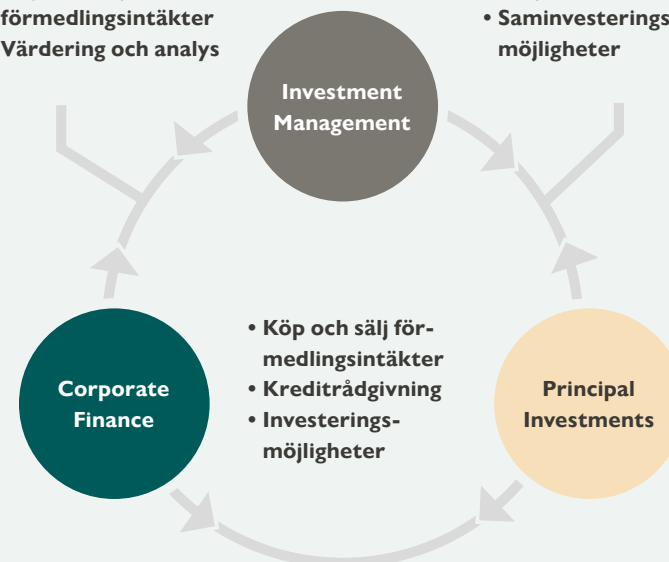 förmedlingsintäkter
Värdering och analys
• Saminvesterings
möjligheter
Investment
Management
• Köp och sälj för-
medlingsintäkter
• Kreditrådgivning
• Investerings-
möjligheter
Corporate
Finance
Principal
Investments